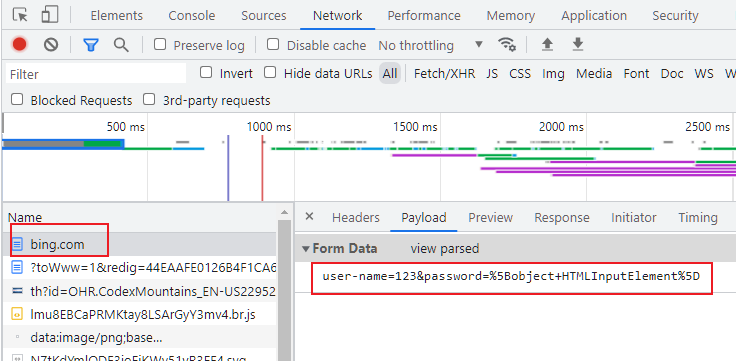 Console Elements Sources Network Performance Memory Application Security
Preserve log Disable cache No throttling
Filter Invert Hide data URLs All Fetch/XHR JS CSS Img Media Font Doc WS W
Blocked Requests 3rd-party requests
500 ms 1000 ms 1500 ms 2000 ms 2500 ms
Name
bing.com
?toWww=1&redig=44EAAFE0126B4F1CA6
th?id=OHR.CodexMountains_EN-US22952
lmu8EBCaPRMKtay8LSArGyY3mv4.br.js
data:image/png;base...
× Headers Payload Preview Response Initiator Timing
▼ Form Data view parsed
user-name=123&password=%5Bobject+HTMLInputElement%5D